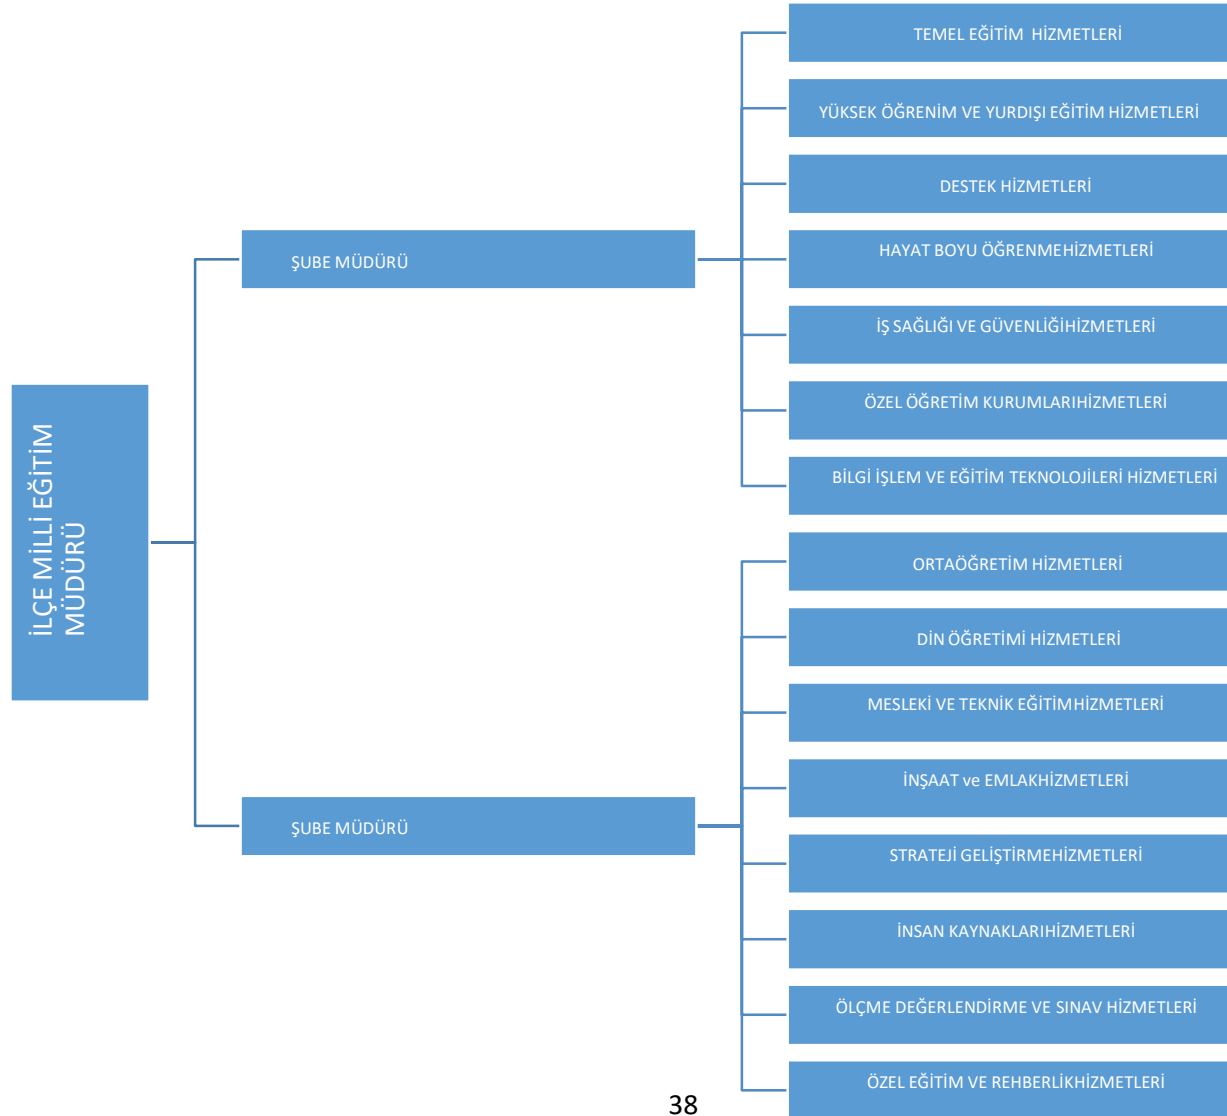 İLÇE MİLLİ EĞİTİM
MÜDÜRÜ
ŞUBE MÜDÜRÜ
TEMEL EĞİTİM  HİZMETLERİ
YÜKSEK ÖĞRENİM VE YURDIŞI EĞİTİM HİZMETLERİ
DESTEK HİZMETLERİ
HAYAT BOYU ÖĞRENMEHİZMETLERİ
İŞ SAĞLIĞI VE GÜVENLİĞİHİZMETLERİ
ÖZEL ÖĞRETİM KURUMLARIHİZMETLERİ
BİLGİ İŞLEM VE EĞİTİM TEKNOLOJİLERİ HİZMETLERİ
ŞUBE MÜDÜRÜ
ORTAÖĞRETİM HİZMETLERİ
DİN ÖĞRETİMİ HİZMETLERİ
MESLEKİ VE TEKNİK EĞİTİMHİZMETLERİ
İNŞAAT ve EMLAKHİZMETLERİ
STRATEJİ GELİŞTİRMEHİZMETLERİ
İNSAN KAYNAKLARIHİZMETLERİ
ÖLÇME DEĞERLENDİRME VE SINAV HİZMETLERİ
ÖZEL EĞİTİM VE REHBERLİKHİZMETLERİ
38